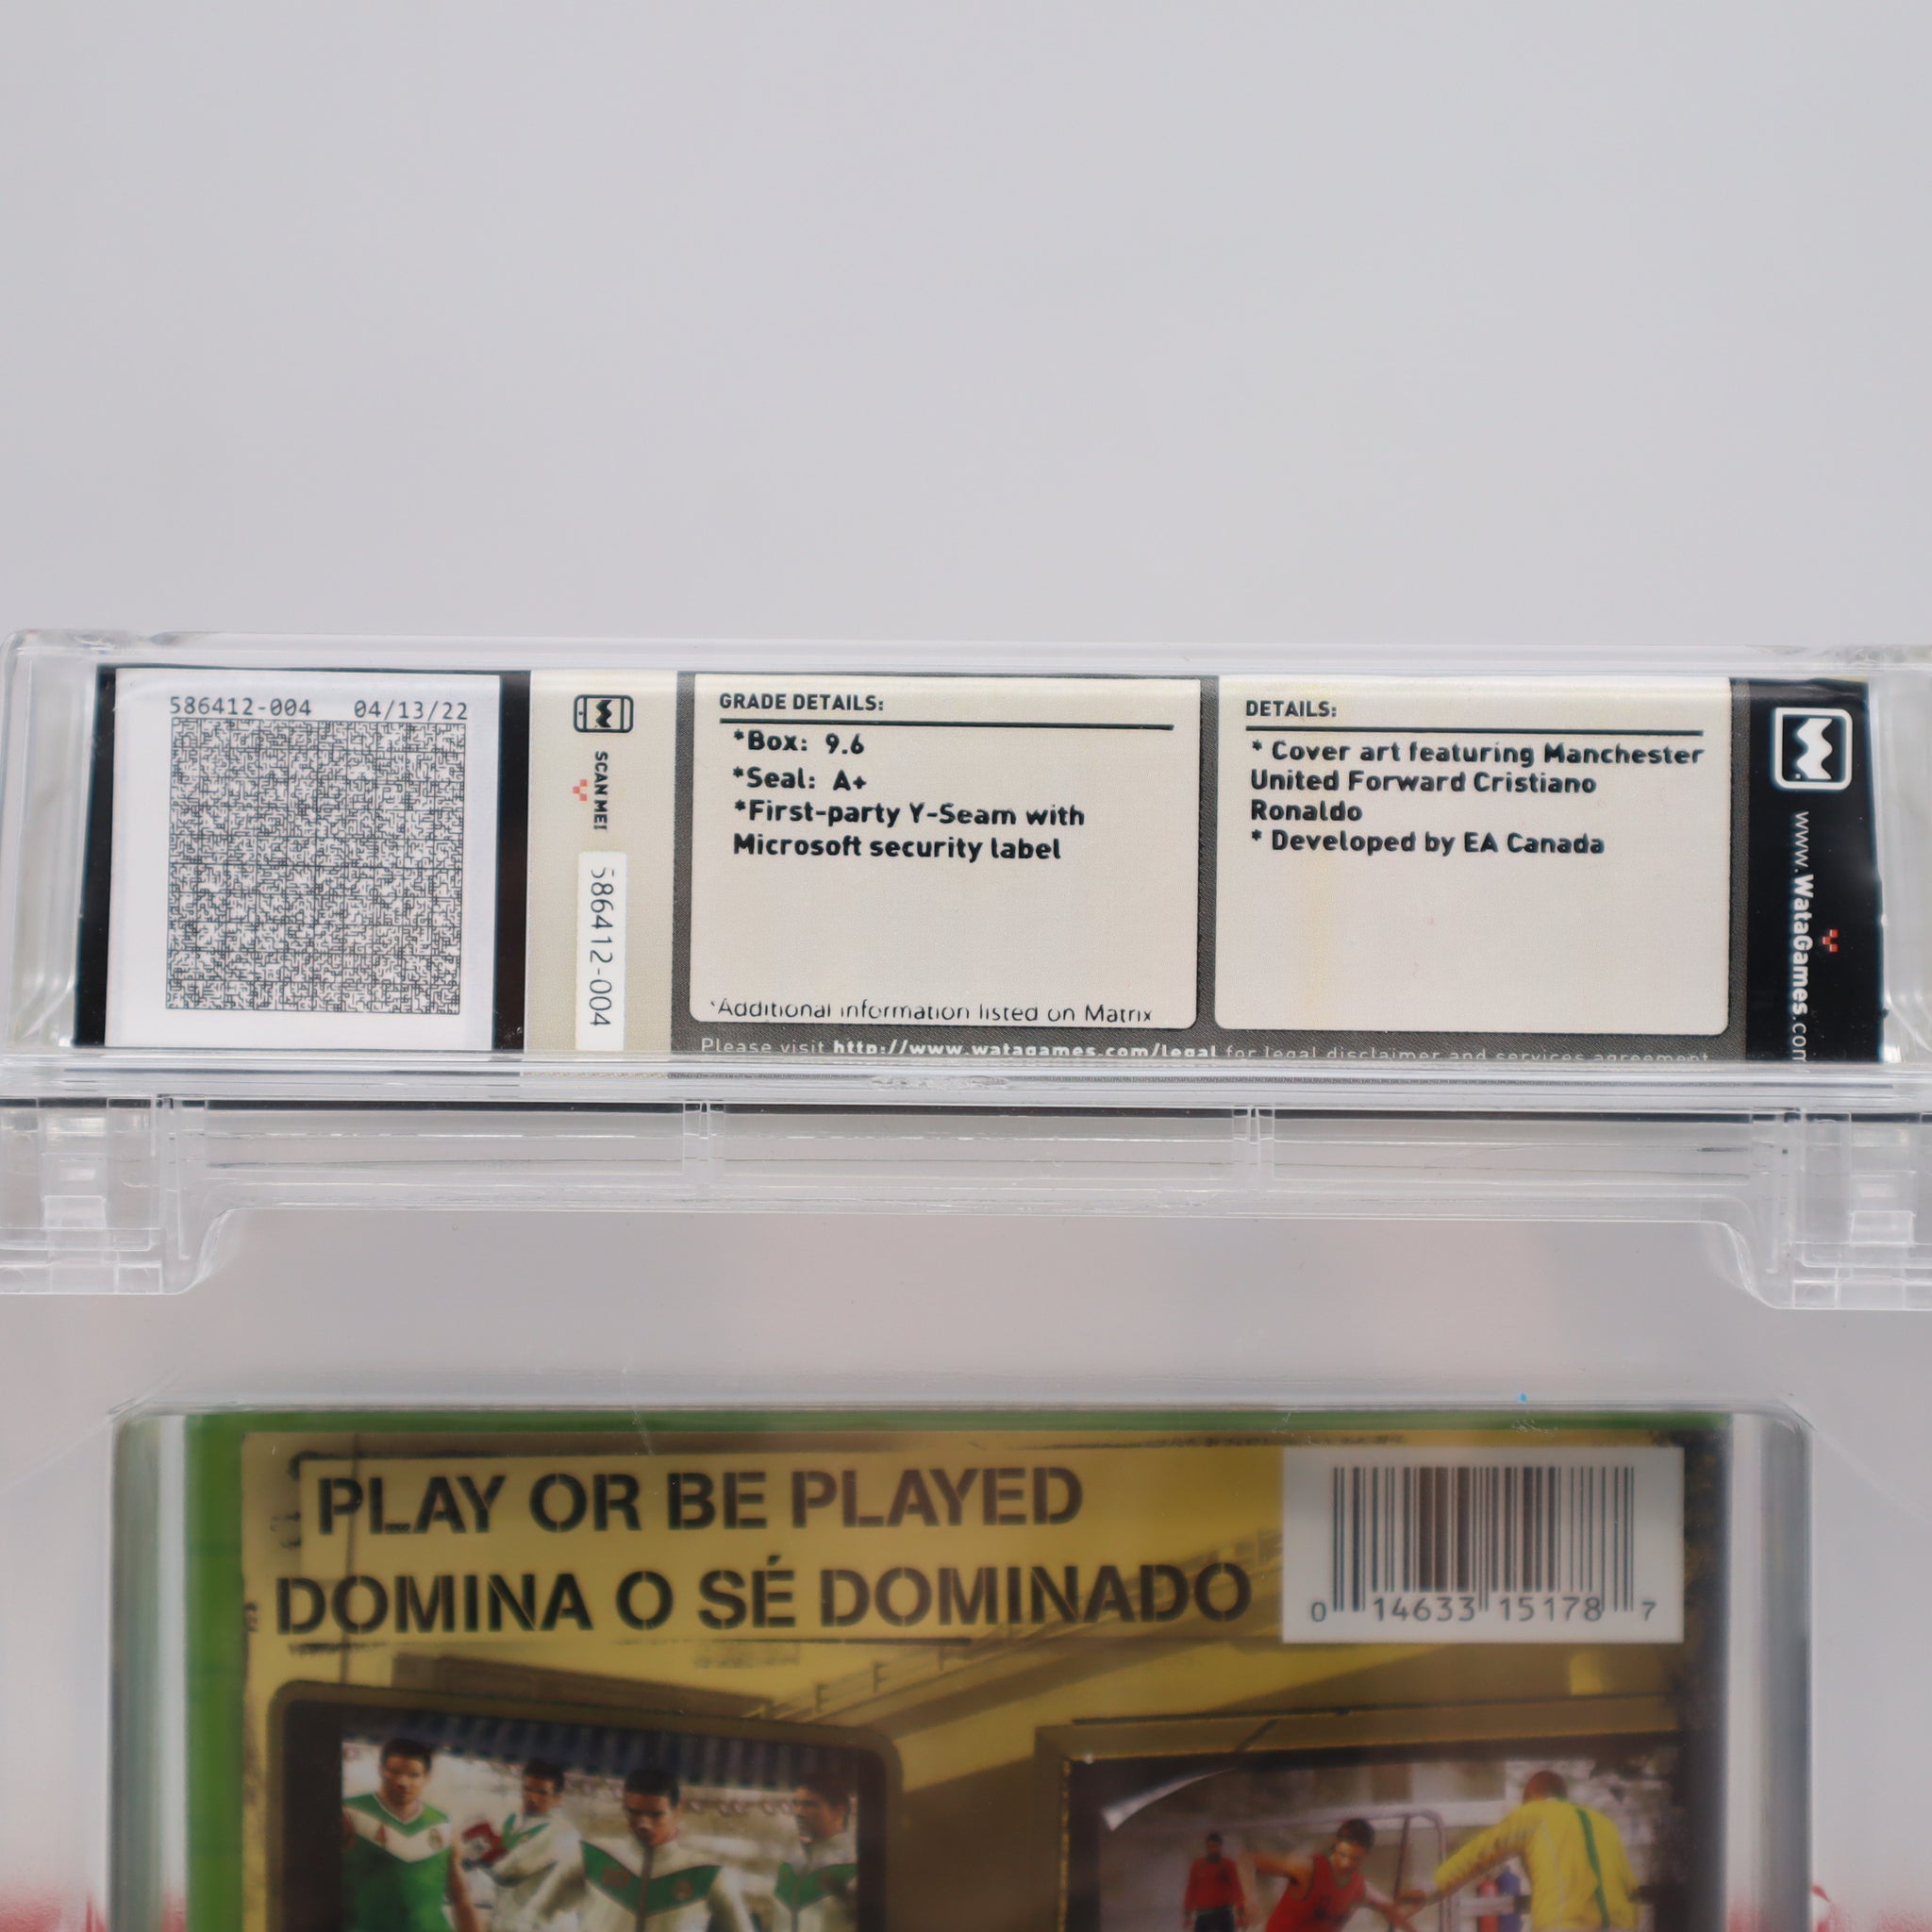 586412-004 04/13/22
SCAN ME!
586412-004
GRADE DETAILS:
*Box: 9.6
*Seal: A+
*First-party Y-Seam with
Microsoft security label
*Additional information listed on Matrix
DETAILS:
* Cover art featuring Manchester
United Forward Cristiano
Ronaldo
* Developed by EA Canada
Please visit http://www.watagames.com/legal for legal disclaimer and services agreement
www.WataGames.com
PLAY OR BE PLAYED
DOMINA O SÉ DOMINADO
0 14633 15178 7